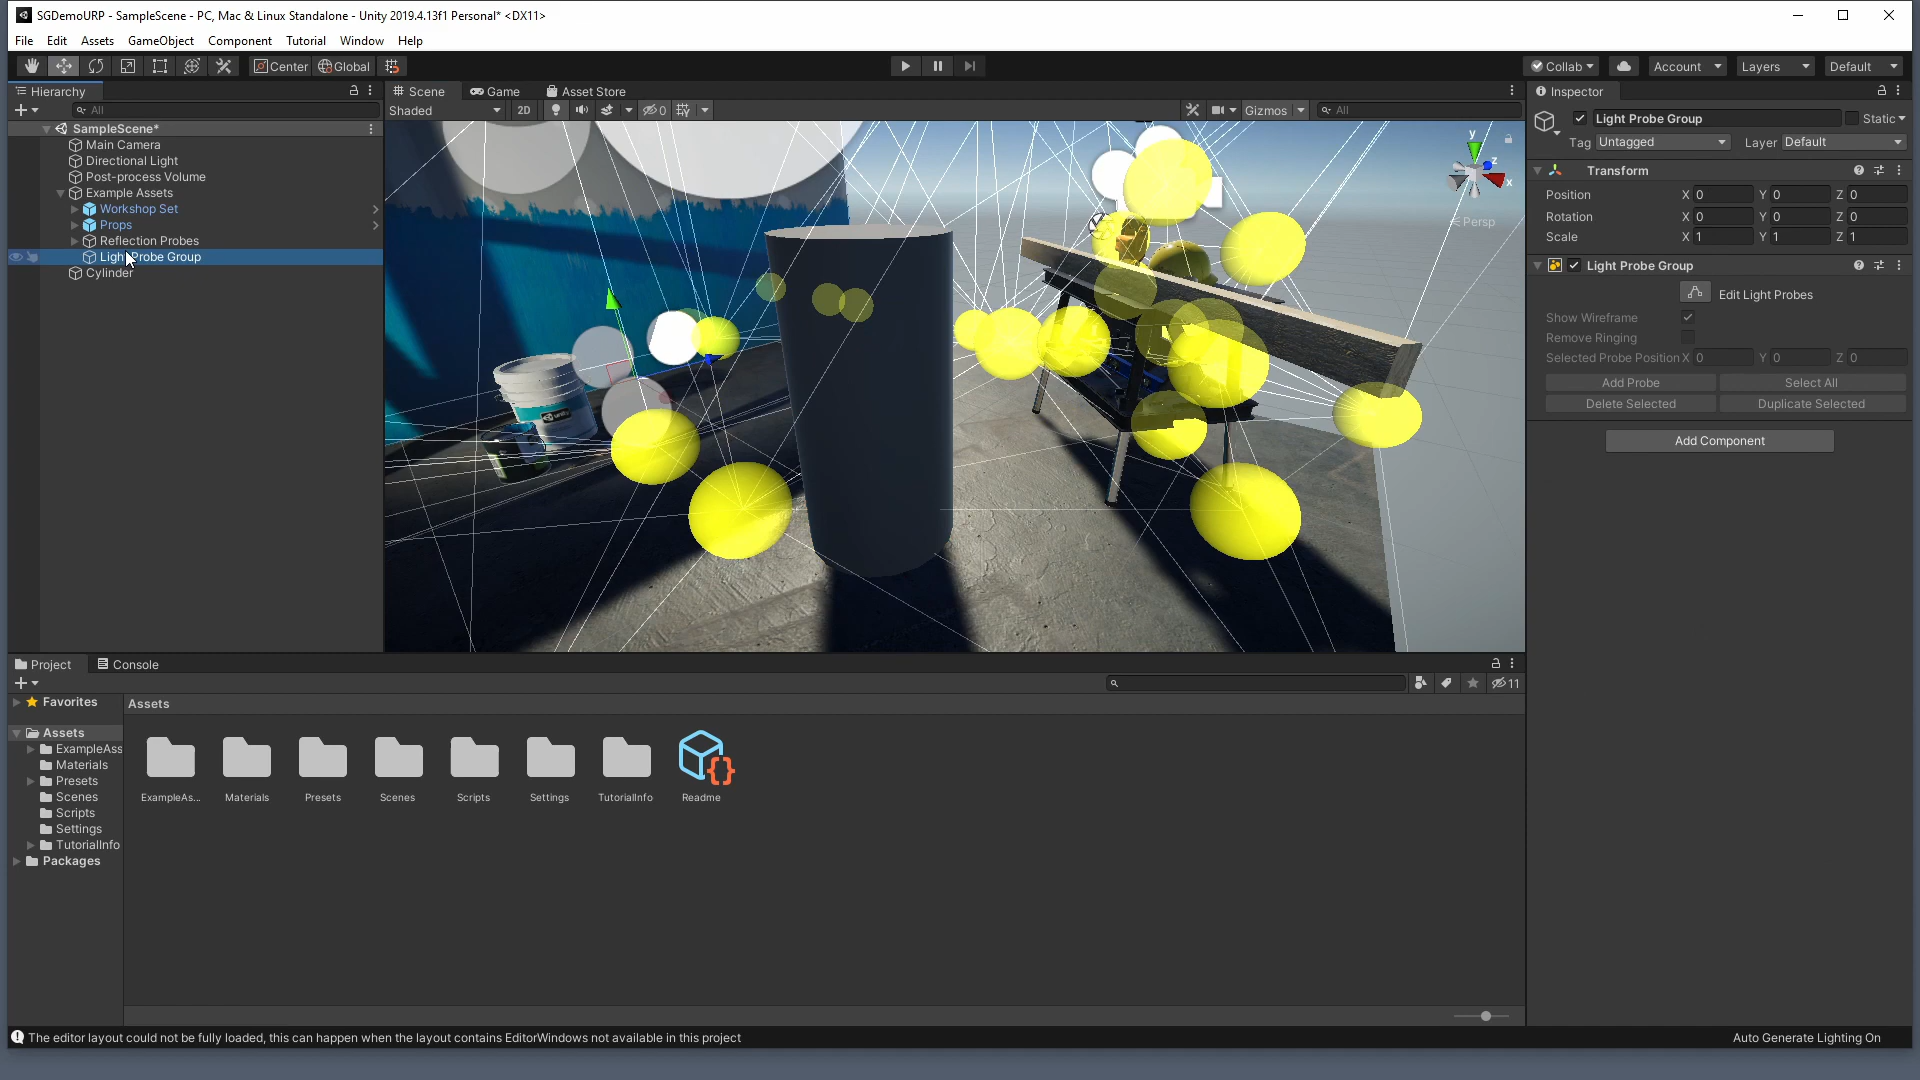 SGDemoURP - SampleScene - PC, Mac & Linux Standalone - Unity 2019.4.13f1 Personal* <DX11>
File Edit Assets GameObject Component Tutorial Window Help
Center Global Collab Account Layers Default
Hierarchy
All
SampleScene*
Main Camera
Directional Light
Post-process Volume
Example Assets
Workshop Set
Props
Reflection Probes
Light Probe Group
Cylinder
Scene Game Asset Store
Shaded 2D 0 Gizmos All
y
z
x
< Persp
Inspector
Light Probe Group Static
Tag Untagged Layer Default
Transform
Position X 0 Y 0 Z 0
Rotation X 0 Y 0 Z 0
Scale X 1 Y 1 Z 1
Light Probe Group
Edit Light Probes
Show Wireframe
Remove Ringing
Selected Probe Position X 0 Y 0 Z 0
Add Probe Select All
Delete Selected Duplicate Selected
Add Component
Project Console
11
Favorites
Assets
ExampleAss
Materials
Presets
Scenes
Scripts
Settings
TutorialInfo
Packages
Assets
ExampleAs... Materials Presets Scenes Scripts Settings TutorialInfo Readme
The editor layout could not be fully loaded, this can happen when the layout contains EditorWindows not available in this project
Auto Generate Lighting On